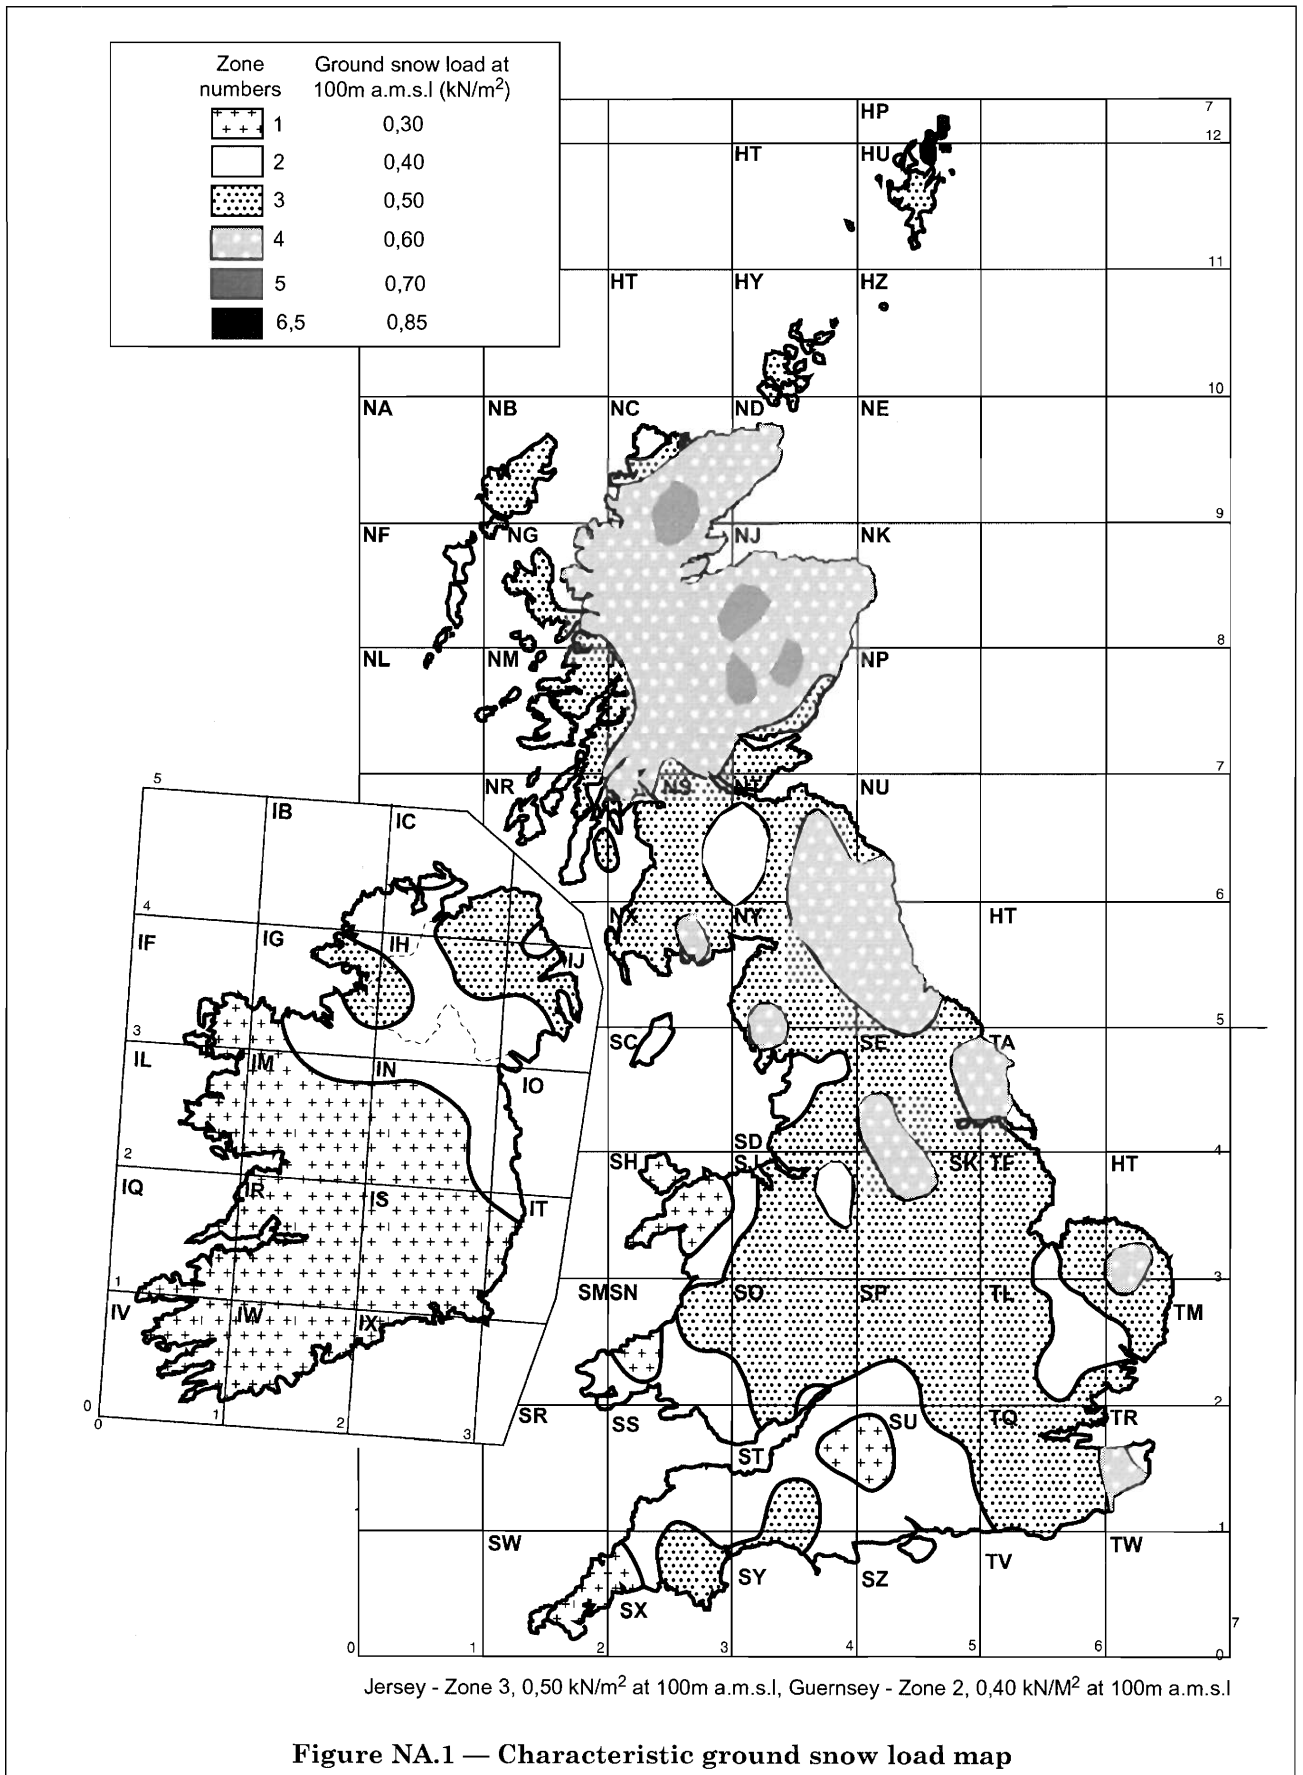 Zone numbers
Ground snow load at 100m a.m.s.l (kN/m²)
1 0,30
2 0,40
3 0,50
4 0,60
5 0,70
6,5 0,85
HP 7
12
HT HU
11
HT HY HZ
10
NA NB NC ND NE
9
NF NG NJ NK
8
NL NM NP
7
NR NS NT NU
6
NX NY HT
5
SC SE TA
SD
SH SJ SK TF HT
3
SM SN SO SP TL TM
2
SR SS SU TQ TR
ST
1
SW SY SZ TV TW
SX
7
0
0 1 2 3 4 5 6
5
IB IC
4
IF IG IH IJ
3
IL IM IN IO
2
IQ IR IS IT
1
IV IW IX
0
0 1 2 3
4
Jersey - Zone 3, 0,50 kN/m² at 100m a.m.s.l, Guernsey - Zone 2, 0,40 kN/M² at 100m a.m.s.l
Figure NA.1 — Characteristic ground snow load map